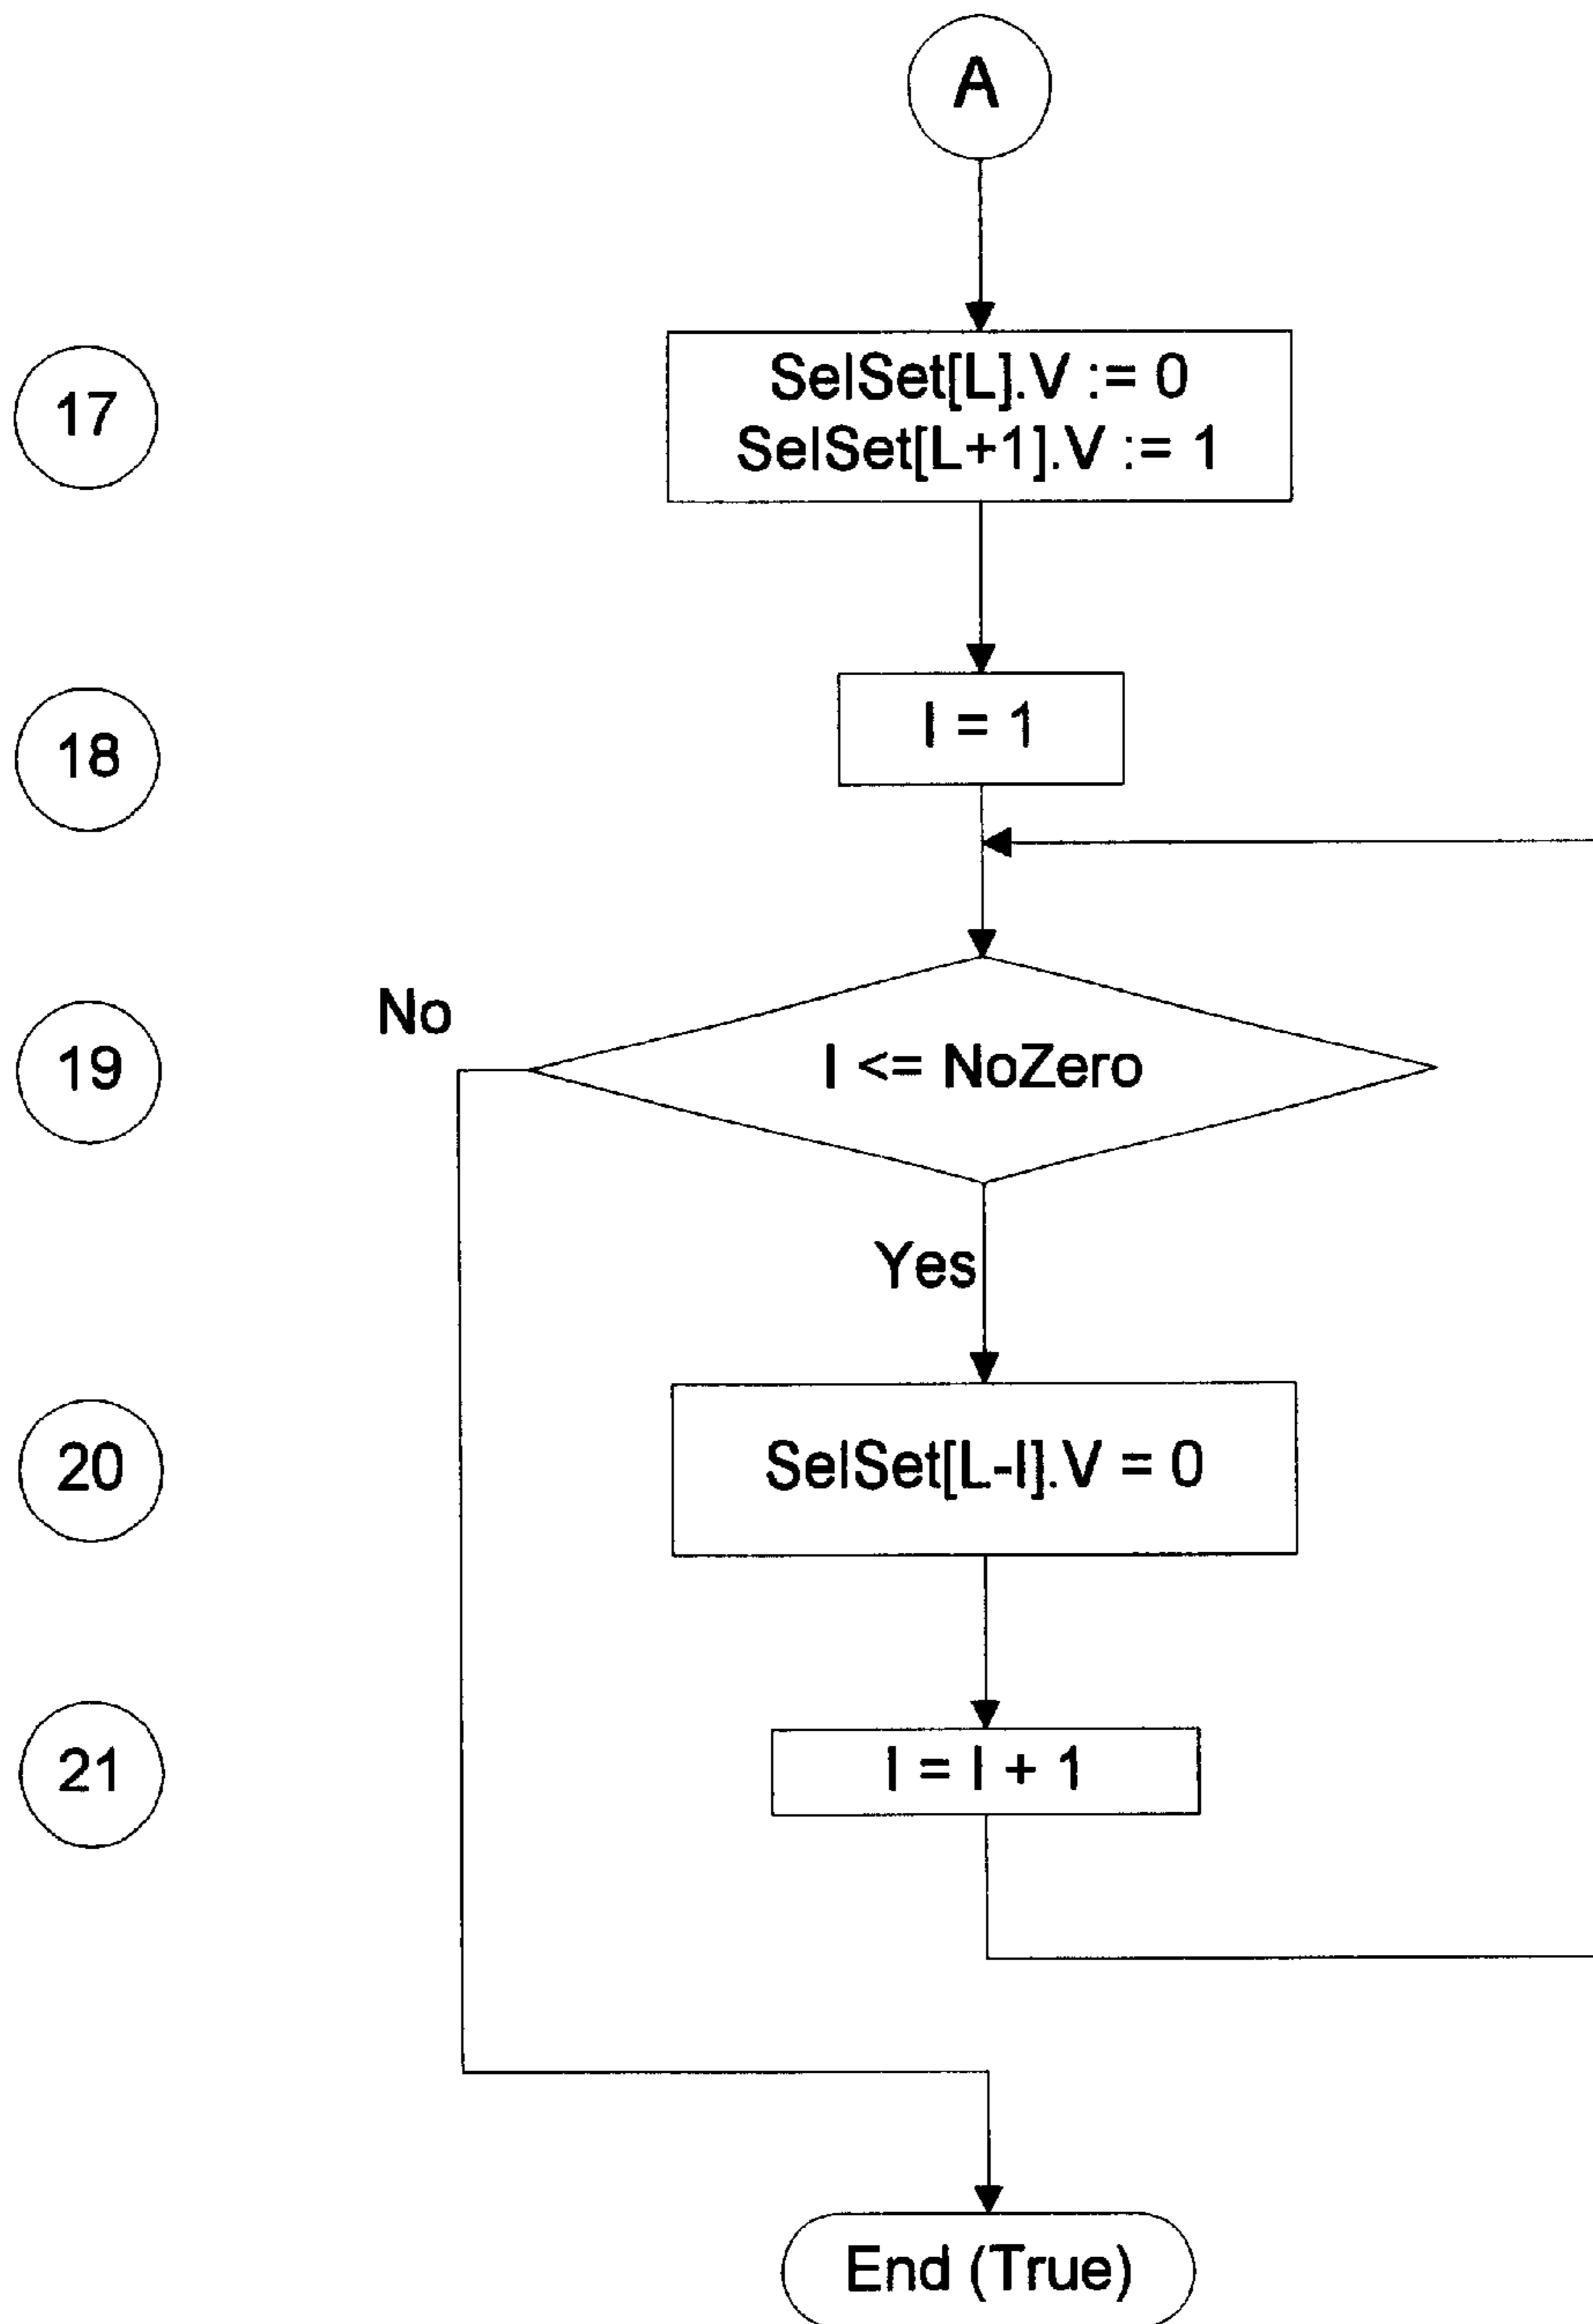 A
17
SelSet[L].V := 0
SelSet[L+1].V := 1
18
I = 1
No
19
I <= NoZero
Yes
20
SelSet[L-I].V = 0
21
I = I + 1
End (True)